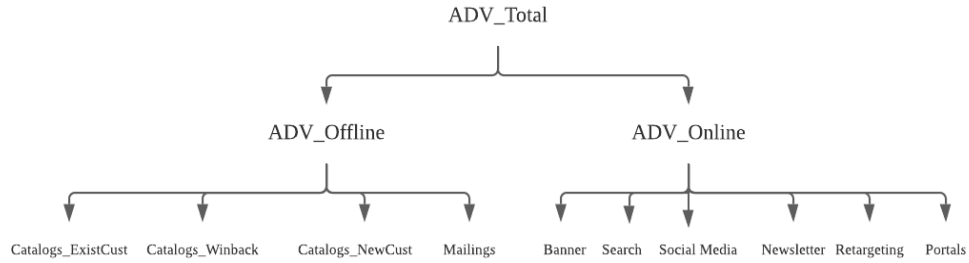 ADV_Total
ADV_Offline ADV_Online
Catalogs_ExistCust Catalogs_Winback Catalogs_NewCust Mailings Banner Search Social Media Newsletter Retargeting Portals